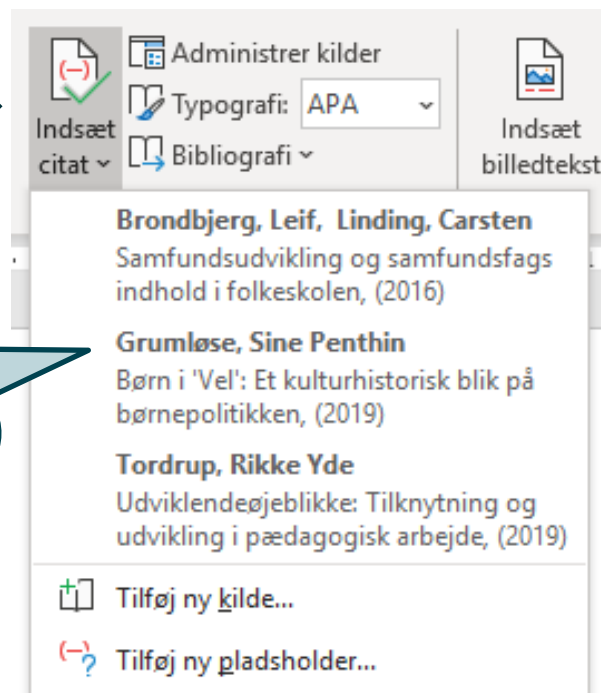 Indsæt
citat
Administrer kilder
Typografi: APA
Bibliografi
Indsæt
billedtekst
Brondbjerg, Leif,  Linding, Carsten
Samfundsudvikling og samfundsfags
indhold i folkeskolen, (2016)
Grumløse, Sine Penthin
Børn i 'Vel': Et kulturhistorisk blik på
børnepolitikken, (2019)
Tordrup, Rikke Yde
Udviklendeøjeblikke: Tilknytning og
udvikling i pædagogisk arbejde, (2019)
Tilføj ny kilde...
Tilføj ny pladsholder...